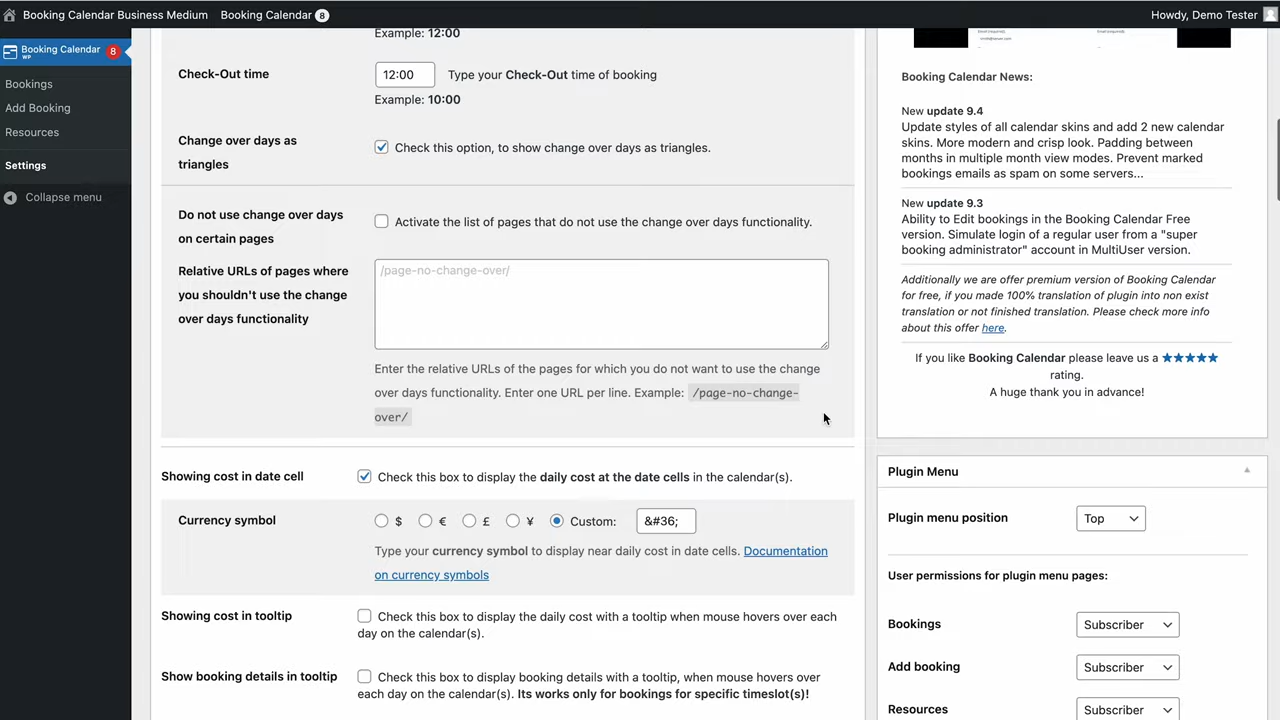 Booking Calendar Business Medium
Booking Calendar 8
Howdy, Demo Tester
Booking Calendar 8
WP
Bookings
Add Booking
Resources
Settings
Collapse menu
Example: 12:00
Check-Out time
12:00 Type your Check-Out time of booking
Example: 10:00
Change over days as
triangles
Check this option, to show change over days as triangles.
Do not use change over days
on certain pages
Activate the list of pages that do not use the change over days functionality.
Relative URLs of pages where
you shouldn't use the change
over days functionality
/page-no-change-over/
Enter the relative URLs of the pages for which you do not want to use the change
over days functionality. Enter one URL per line. Example: /page-no-change-
over/
Showing cost in date cell
Check this box to display the daily cost at the date cells in the calendar(s).
Currency symbol
$ € £ ¥ Custom: &#36;
Type your currency symbol to display near daily cost in date cells. Documentation
on currency symbols
Showing cost in tooltip
Check this box to display the daily cost with a tooltip when mouse hovers over each
day on the calendar(s).
Show booking details in tooltip
Check this box to display booking details with a tooltip, when mouse hovers over
each day on the calendar(s). Its works only for bookings for specific timeslot(s)!
Booking Calendar News:
New update 9.4
Update styles of all calendar skins and add 2 new calendar
skins. More modern and crisp look. Padding between
months in multiple month view modes. Prevent marked
bookings emails as spam on some servers...
New update 9.3
Ability to Edit bookings in the Booking Calendar Free
version. Simulate login of a regular user from a "super
booking administrator" account in MultiUser version.
Additionally we are offer premium version of Booking Calendar
for free, if you made 100% translation of plugin into non exist
translation or not finished translation. Please check more info
about this offer here.
If you like Booking Calendar please leave us a ★★★★★
rating.
A huge thank you in advance!
Plugin Menu
Plugin menu position Top
User permissions for plugin menu pages:
Bookings Subscriber
Add booking Subscriber
Resources Subscriber